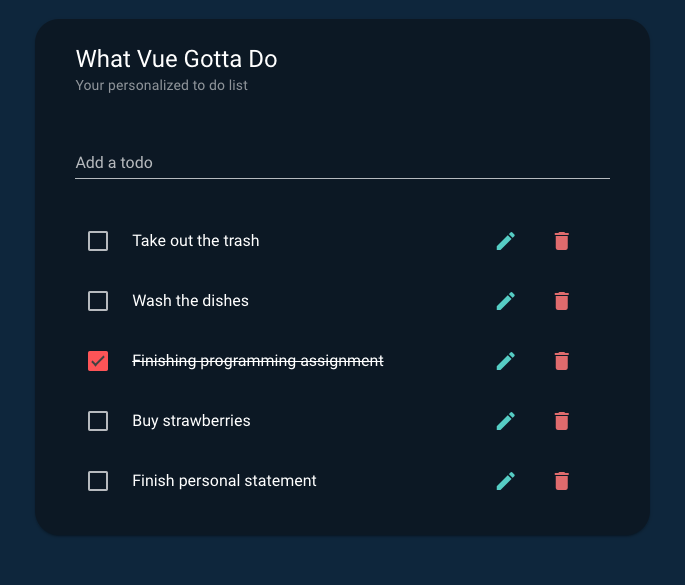 What Vue Gotta Do
Your personalized to do list
Add a todo
Take out the trash
Wash the dishes
Finishing programming assignment
Buy strawberries
Finish personal statement